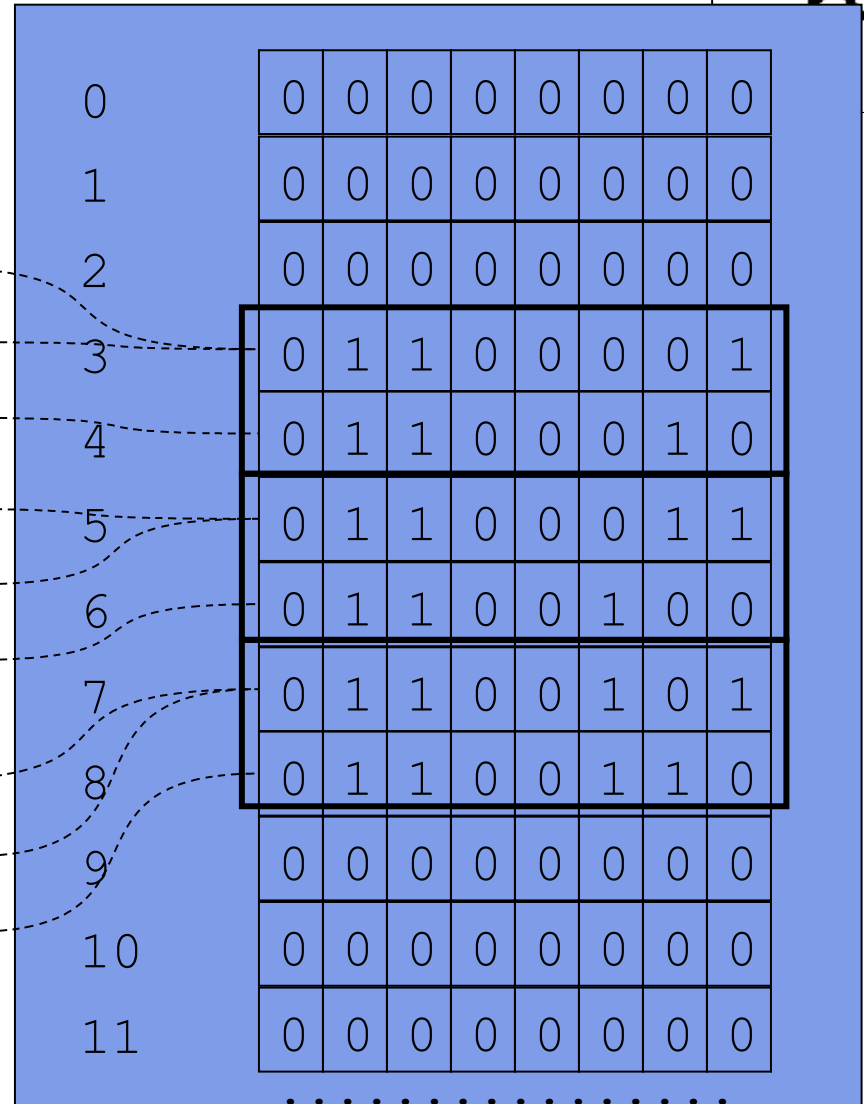 0 0 0 0 0 0 0 0 0
1 0 0 0 0 0 0 0 0
2 0 0 0 0 0 0 0 0
3 0 1 1 0 0 0 0 1
4 0 1 1 0 0 0 1 0
5 0 1 1 0 0 0 1 1
6 0 1 1 0 0 1 0 0
7 0 1 1 0 0 1 0 1
8 0 1 1 0 0 1 1 0
9 0 0 0 0 0 0 0 0
10 0 0 0 0 0 0 0 0
11 0 0 0 0 0 0 0 0